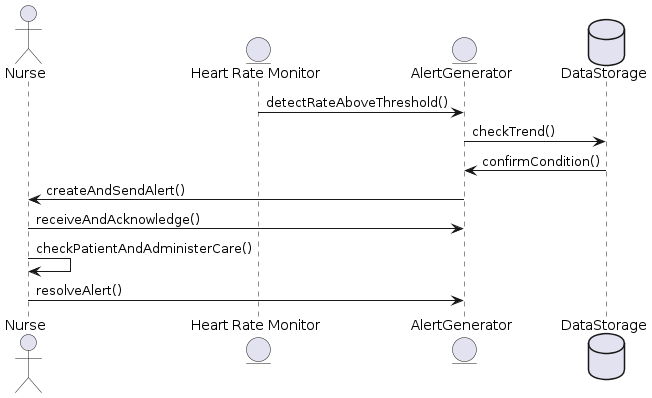 Nurse
Heart Rate Monitor
AlertGenerator
DataStorage
detectRateAboveThreshold()
checkTrend()
confirmCondition()
createAndSendAlert()
receiveAndAcknowledge()
checkPatientAndAdministerCare()
resolveAlert()
Nurse
Heart Rate Monitor
AlertGenerator
DataStorage